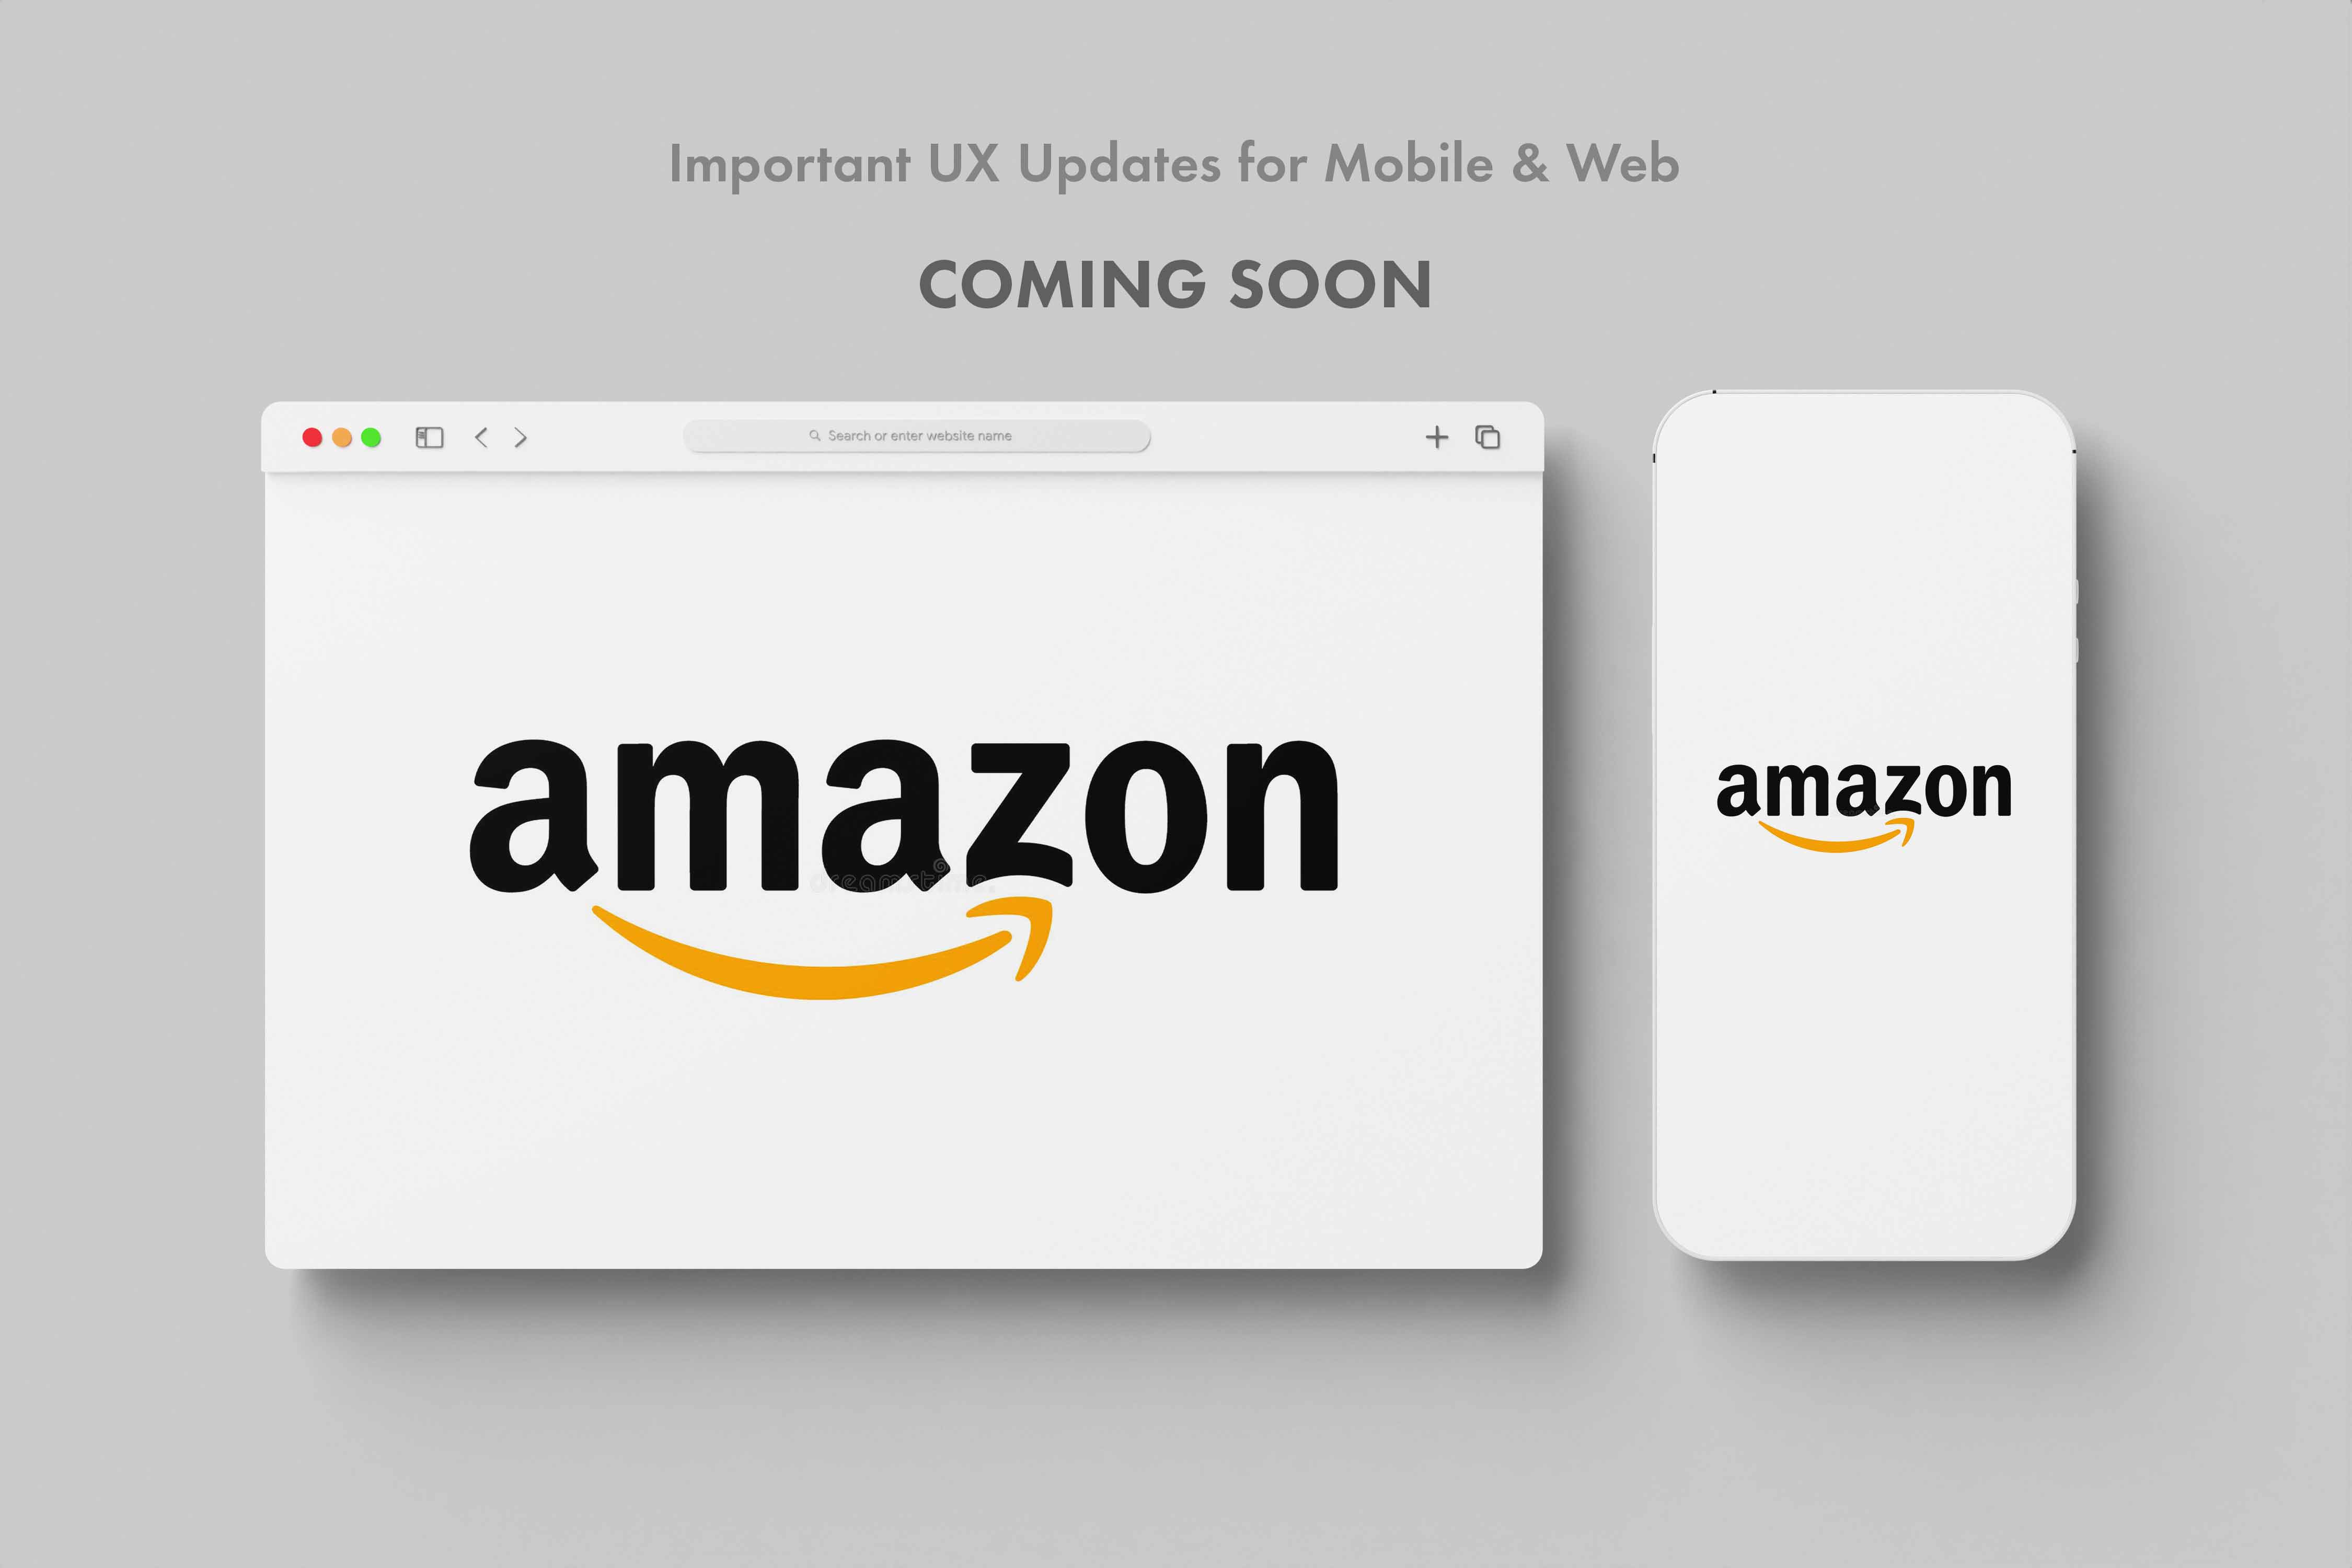 Important UX Updates for Mobile & Web
COMING SOON
Search or enter website name
amazon
dreamstime.
amazon